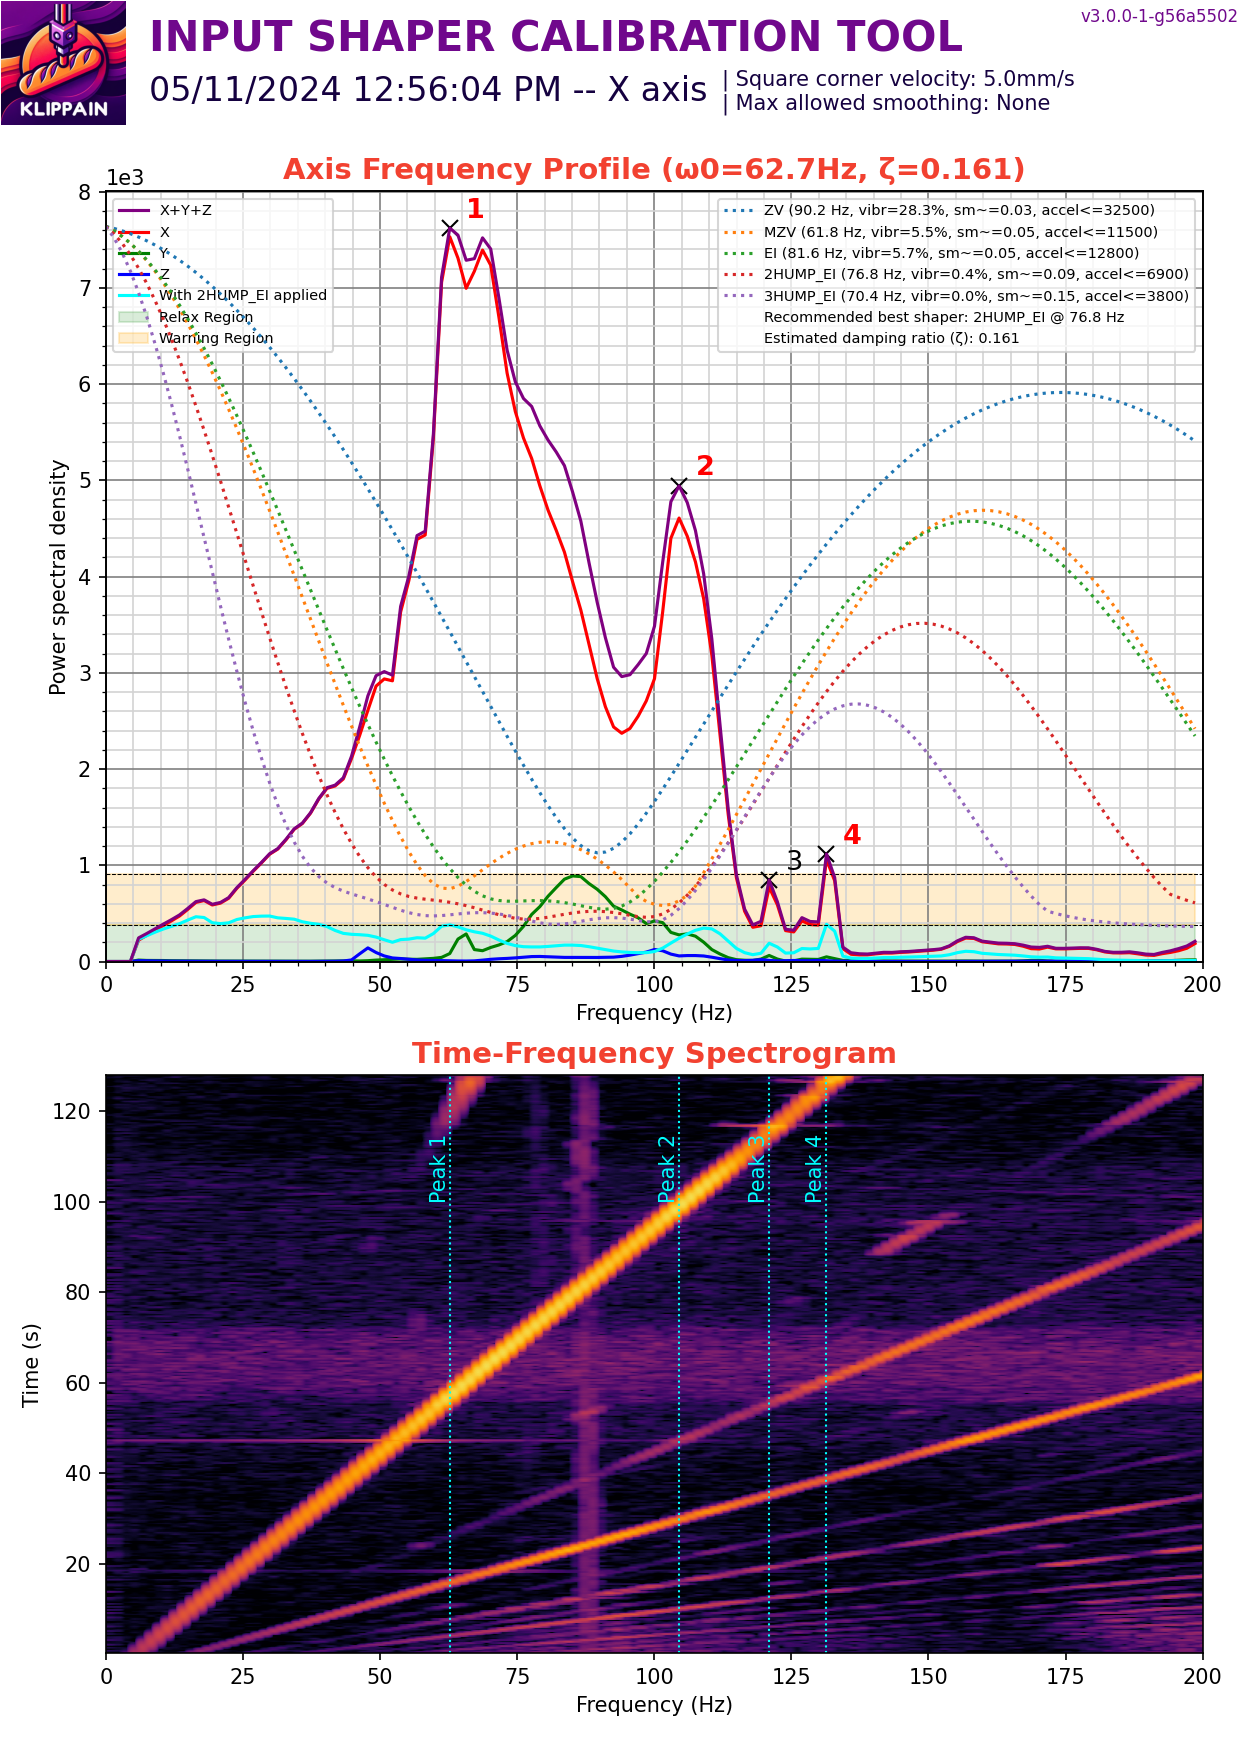 v3.0.0-1-g56a5502
INPUT SHAPER CALIBRATION TOOL
05/11/2024 12:56:04 PM -- X axis
| Square corner velocity: 5.0mm/s
| Max allowed smoothing: None
KLIPPAIN
Axis Frequency Profile (ω0=62.7Hz, ζ=0.161)
1e3
X+Y+Z
X
Y
Z
With 2HUMP_EI applied
Relax Region
Warning Region
ZV (90.2 Hz, vibr=28.3%, sm~=0.03, accel<=32500)
MZV (61.8 Hz, vibr=5.5%, sm~=0.05, accel<=11500)
EI (81.6 Hz, vibr=5.7%, sm~=0.05, accel<=12800)
2HUMP_EI (76.8 Hz, vibr=0.4%, sm~=0.09, accel<=6900)
3HUMP_EI (70.4 Hz, vibr=0.0%, sm~=0.15, accel<=3800)
Recommended best shaper: 2HUMP_EI @ 76.8 Hz
Estimated damping ratio (ζ): 0.161
1
2
3
4
8
7
6
5
4
3
2
1
0
Power spectral density
0 25 50 75 100 125 150 175 200
Frequency (Hz)
Time-Frequency Spectrogram
Peak 1
Peak 2
Peak 3
Peak 4
120
100
80
60
40
20
Time (s)
0 25 50 75 100 125 150 175 200
Frequency (Hz)